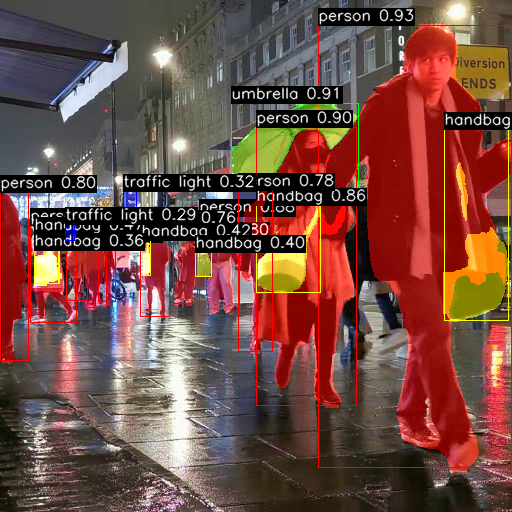 person 0.93
Diversion
ENDS
umbrella 0.91
person 0.90
handbag
person 0.80
traffic light 0.32
rson 0.78
handbag 0.86
traffic light 0.29
0.76
handbag 0.42
80
handbag 0.36
handbag 0.40